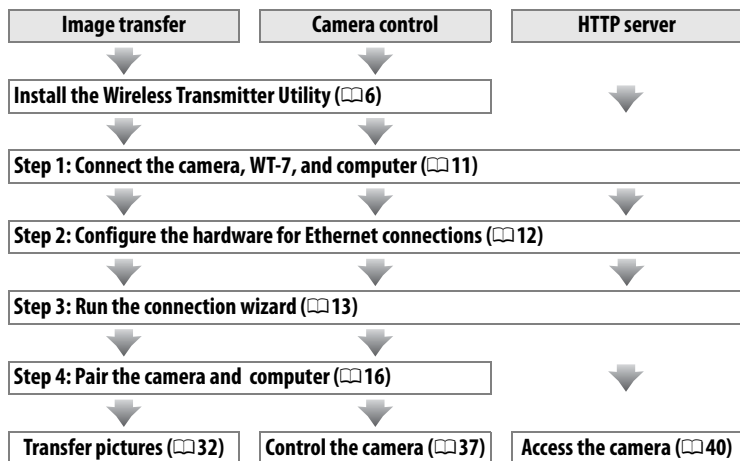 Image transfer Camera control HTTP server
Install the Wireless Transmitter Utility (📖6)
Step 1: Connect the camera, WT-7, and computer (📖11)
Step 2: Configure the hardware for Ethernet connections (📖12)
Step 3: Run the connection wizard (📖13)
Step 4: Pair the camera and computer (📖16)
Transfer pictures (📖32) Control the camera (📖37) Access the camera (📖40)